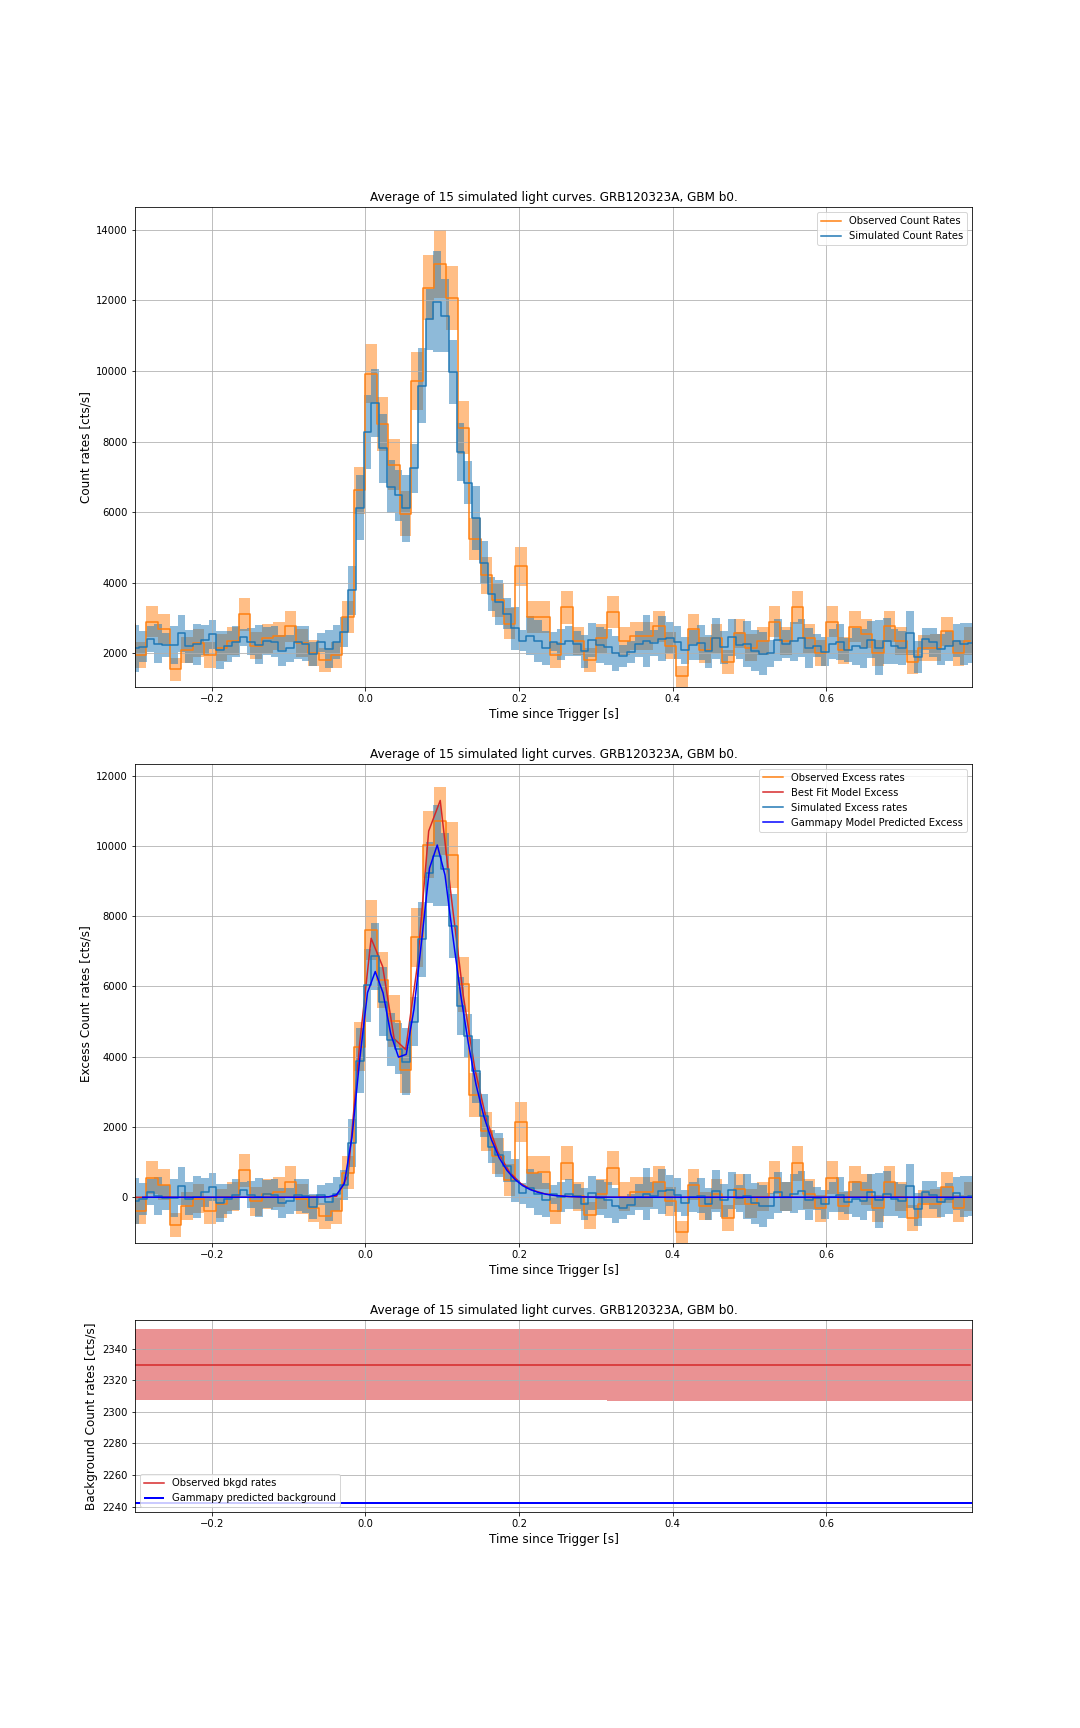 Average of 15 simulated light curves. GRB120323A, GBM b0.
Observed Count Rates
Simulated Count Rates
Count rates [cts/s]
14000
12000
10000
8000
6000
4000
2000
−0.2 0.0 0.2 0.4 0.6
Time since Trigger [s]
Average of 15 simulated light curves. GRB120323A, GBM b0.
Observed Excess rates
Best Fit Model Excess
Simulated Excess rates
Gammapy Model Predicted Excess
Excess Count rates [cts/s]
12000
10000
8000
6000
4000
2000
0
−0.2 0.0 0.2 0.4 0.6
Time since Trigger [s]
Average of 15 simulated light curves. GRB120323A, GBM b0.
Background Count rates [cts/s]
2340
2320
2300
2280
2260
2240
Observed bkgd rates
Gammapy predicted background
−0.2 0.0 0.2 0.4 0.6
Time since Trigger [s]